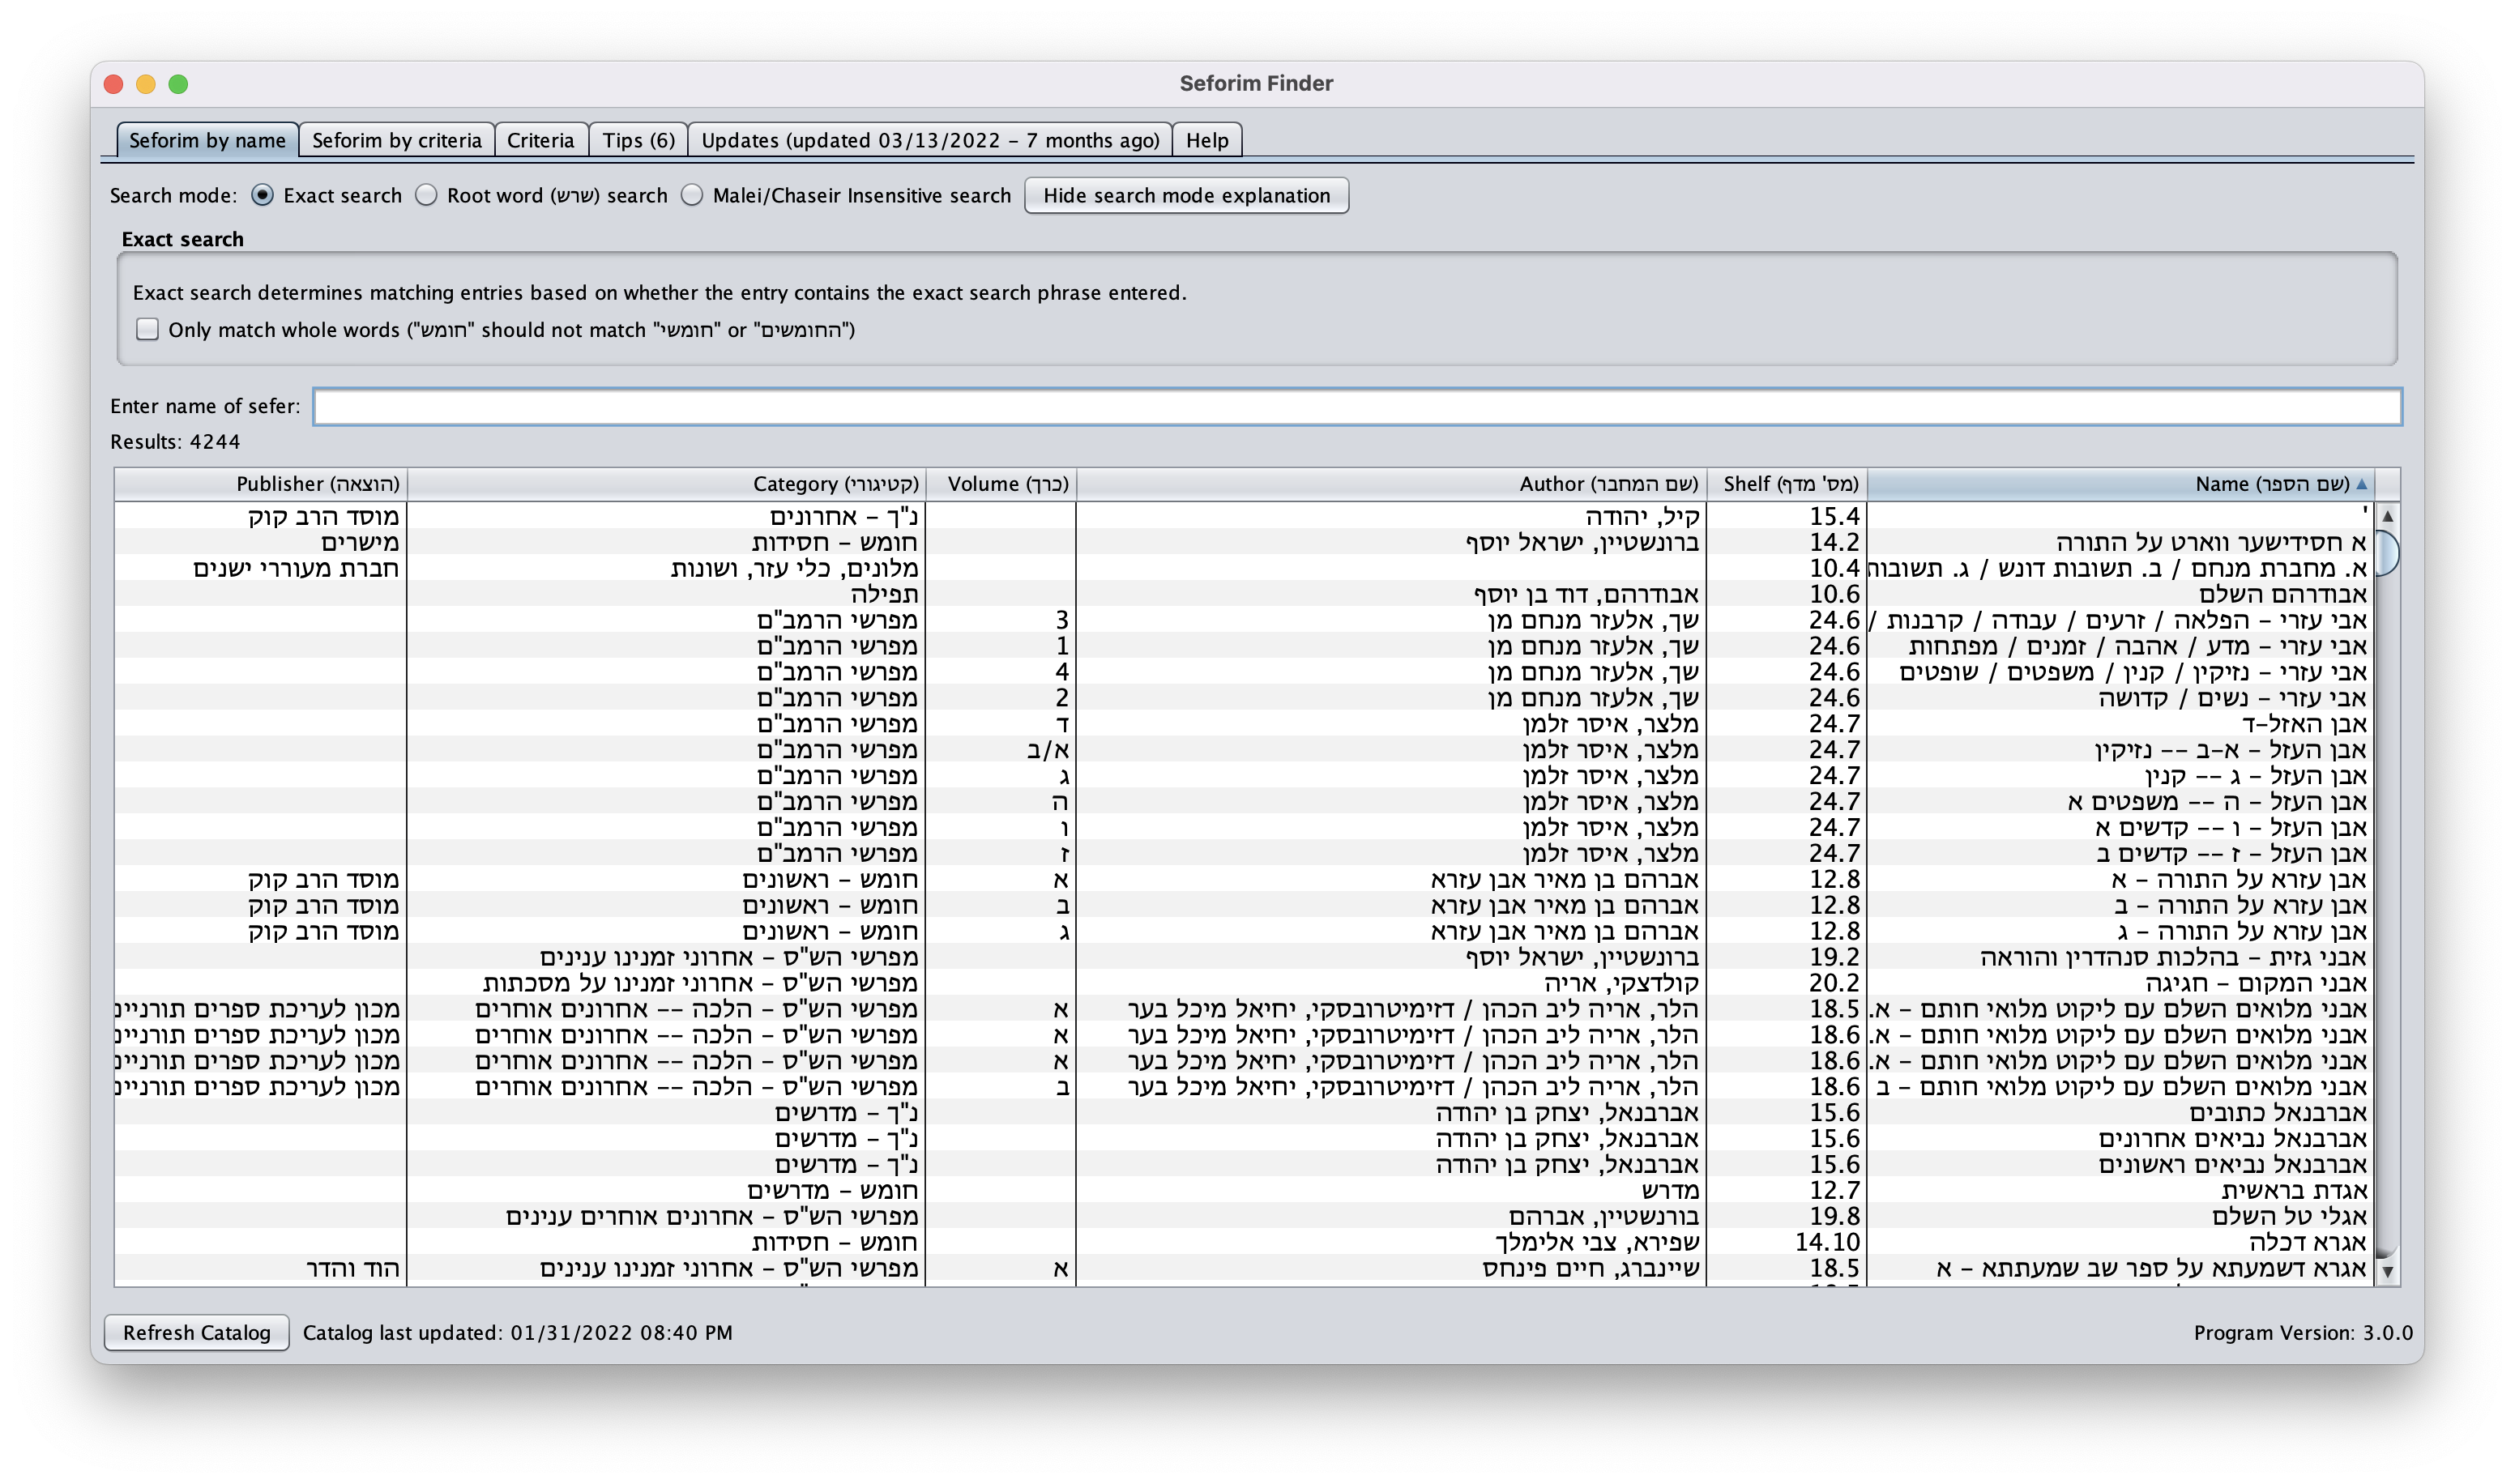 Seforim Finder
Seforim by name Seforim by criteria Criteria Tips (6) Updates (updated 03/13/2022 – 7 months ago) Help
Search mode: Exact search Root word (שרש) search Malei/Chaseir Insensitive search Hide search mode explanation
Exact search
Exact search determines matching entries based on whether the entry contains the exact search phrase entered.
Only match whole words ("חומש" should not match "חומשי" or "החומשים")
Enter name of sefer:
Results: 4244
Name (שם הספר) Shelf (מס' מדף) Author (שם המחבר) Volume (כרך) Category (קטיגורי) Publisher (הוצאה)
' 15.4 קיל, יהודה נ"ך – אחרונים מוסד הרב קוק
א חסידישער ווארט על התורה 14.2 ברונשטיין, ישראל יוסף חומש – חסידות מישרים
א. מחברת מנחם / ב. תשובות דונש / ג. תשובות 10.4 מלונים, כלי עזר, ושונות חברת מעוררי ישנים
אבודרהם השלם 10.6 אבודרהם, דוד בן יוסף תפילה
אבי עזרי – הפלאה / זרעים / עבודה / קרבנות / 24.6 שך, אלעזר מנחם מן 3 מפרשי הרמב"ם
אבי עזרי – מדע / אהבה / זמנים / מפתחות 24.6 שך, אלעזר מנחם מן 1 מפרשי הרמב"ם
אבי עזרי – נזיקין / קנין / משפטים / שופטים 24.6 שך, אלעזר מנחם מן 4 מפרשי הרמב"ם
אבי עזרי – נשים / קדושה 24.6 שך, אלעזר מנחם מן 2 מפרשי הרמב"ם
אבן האזל-ד 24.7 מלצר, איסר זלמן ד מפרשי הרמב"ם
אבן העזל – א-ב -- נזיקין 24.7 מלצר, איסר זלמן א/ב מפרשי הרמב"ם
אבן העזל – ג -- קנין 24.7 מלצר, איסר זלמן ג מפרשי הרמב"ם
אבן העזל – ה -- משפטים א 24.7 מלצר, איסר זלמן ה מפרשי הרמב"ם
אבן העזל – ו -- קדשים א 24.7 מלצר, איסר זלמן ו מפרשי הרמב"ם
אבן העזל – ז -- קדשים ב 24.7 מלצר, איסר זלמן ז מפרשי הרמב"ם
אבן עזרא על התורה – א 12.8 אברהם בן מאיר אבן עזרא א חומש – ראשונים מוסד הרב קוק
אבן עזרא על התורה – ב 12.8 אברהם בן מאיר אבן עזרא ב חומש – ראשונים מוסד הרב קוק
אבן עזרא על התורה – ג 12.8 אברהם בן מאיר אבן עזרא ג חומש – ראשונים מוסד הרב קוק
אבני גזית – בהלכות סנהדרין והוראה 19.2 ברונשטיין, ישראל יוסף מפרשי הש"ס – אחרוני זמנינו ענינים
אבני המקום – חגיגה 20.2 קולדצקי, אריה מפרשי הש"ס – אחרוני זמנינו על מסכתות
אבני מלואים השלם עם ליקוט מלואי חותם – א. 18.5 הלר, אריה ליב הכהן / דזימיטרובסקי, יחיאל מיכל בער א מפרשי הש"ס – הלכה -- אחרונים אוחרים מכון לעריכת ספרים
אבני מלואים השלם עם ליקוט מלואי חותם – א. 18.6 הלר, אריה ליב הכהן / דזימיטרובסקי, יחיאל מיכל בער א מפרשי הש"ס – הלכה -- אחרונים אוחרים מכון לעריכת ספרים
אבני מלואים השלם עם ליקוט מלואי חותם – א. 18.6 הלר, אריה ליב הכהן / דזימיטרובסקי, יחיאל מיכל בער א מפרשי הש"ס – הלכה -- אחרונים אוחרים מכון לעריכת ספרים
אבני מלואים השלם עם ליקוט מלואי חותם – ב 18.6 הלר, אריה ליב הכהן / דזימיטרובסקי, יחיאל מיכל בער ב מפרשי הש"ס – הלכה -- אחרונים אוחרים מכון לעריכת ספרים
אברבנאל כתובים 15.6 אברבנאל, יצחק בן יהודה נ"ך – מדרשים
אברבנאל נביאים אחרונים 15.6 אברבנאל, יצחק בן יהודה נ"ך – מדרשים
אברבנאל נביאים ראשונים 15.6 אברבנאל, יצחק בן יהודה נ"ך – מדרשים
אגדת בראשית 12.7 מדרש חומש – מדרשים
אגלי טל השלם 19.8 בורנשטיין, אברהם מפרשי הש"ס – אחרונים אוחרים ענינים
אגרא דכלה 14.10 שפירא, צבי אלימלך חומש – חסידות
אגרא דשמעתא על ספר שב שמעתתא – א 18.5 שיינברג, חיים פינחס א מפרשי הש"ס – אחרוני זמנינו ענינים הוד והדר
Refresh Catalog Catalog last updated: 01/31/2022 08:40 PM Program Version: 3.0.0